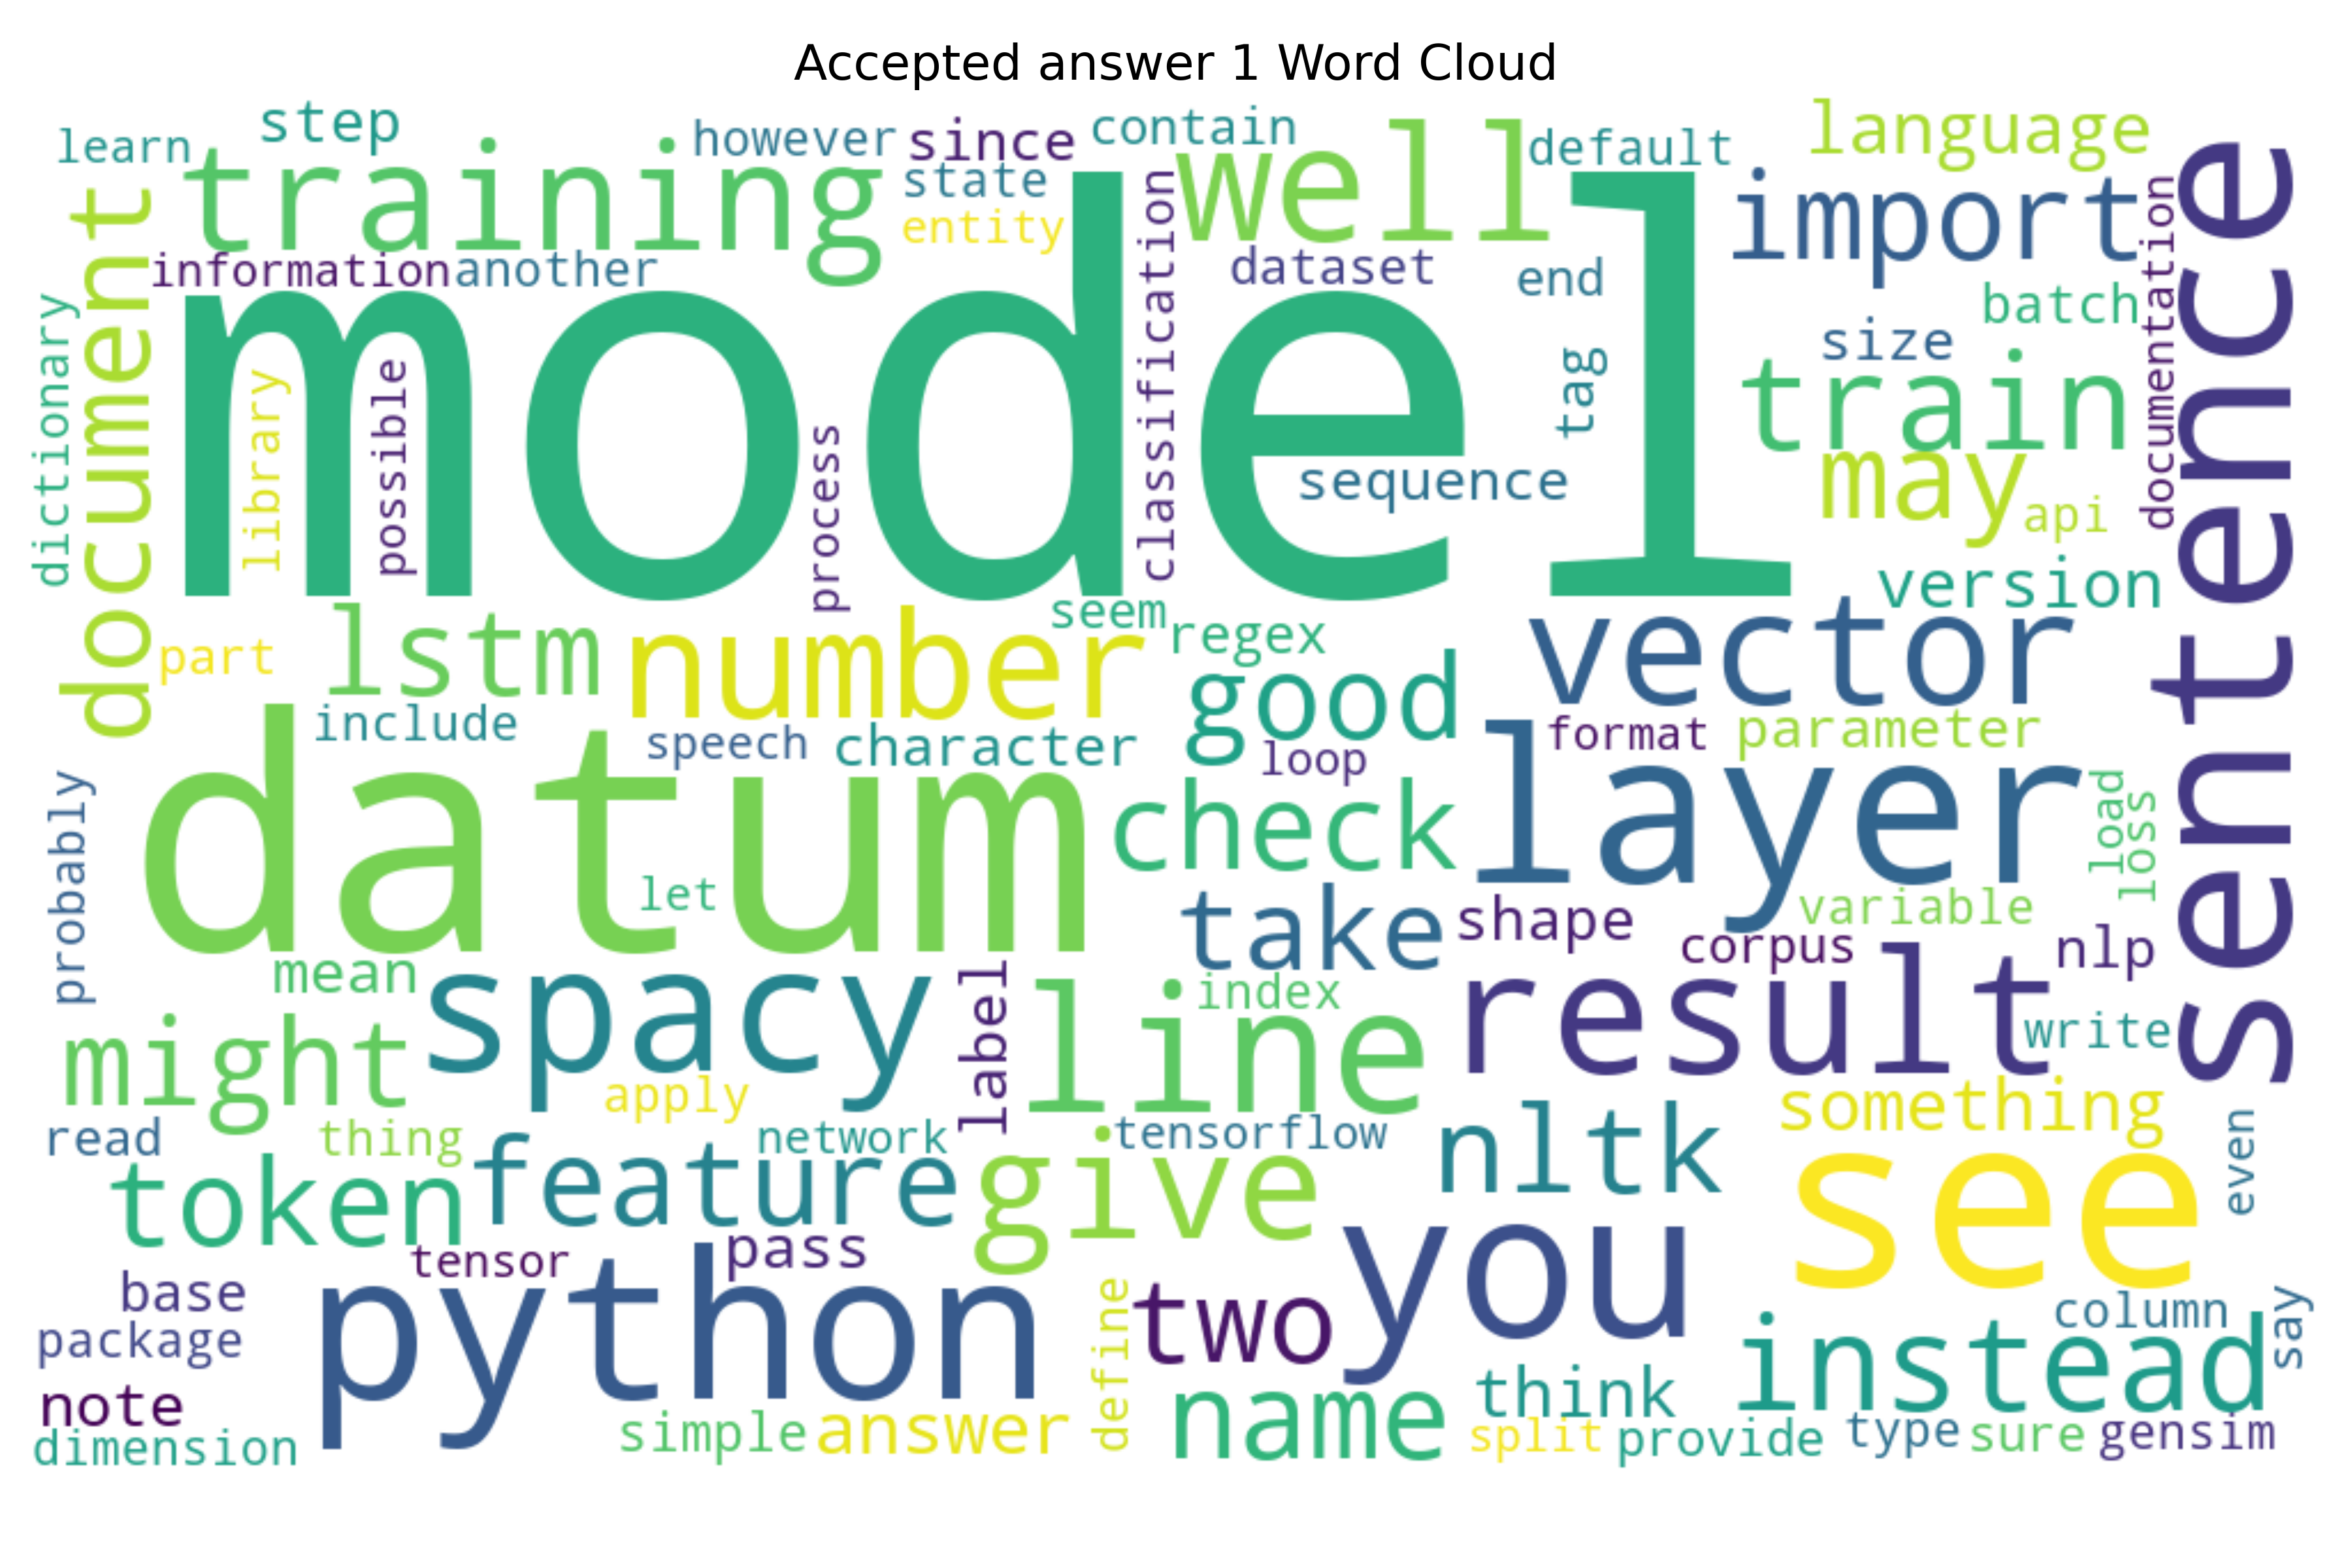 Accepted answer 1 Word Cloud
learn
step
however
since
contain
default
language
training
well
state
entity
import
information
another
dataset
end
batch
document
dictionary
model
classification
documentation
sentence
size
library
possible
process
tag
train
sequence
may
api
version
seem
regex
part
lstm
number
good
vector
include
speech
character
loop
format
parameter
datum
check
layer
load
loss
probably
let
take
shape
variable
mean
spacy
label
line
index
corpus
nlp
result
write
might
apply
something
read
thing
network
tensorflow
nltk
even
token
feature
give
see
tensor
pass
you
base
package
python
define
two
column
say
instead
note
think
name
dimension
simple
answer
split
provide
type
sure
gensim